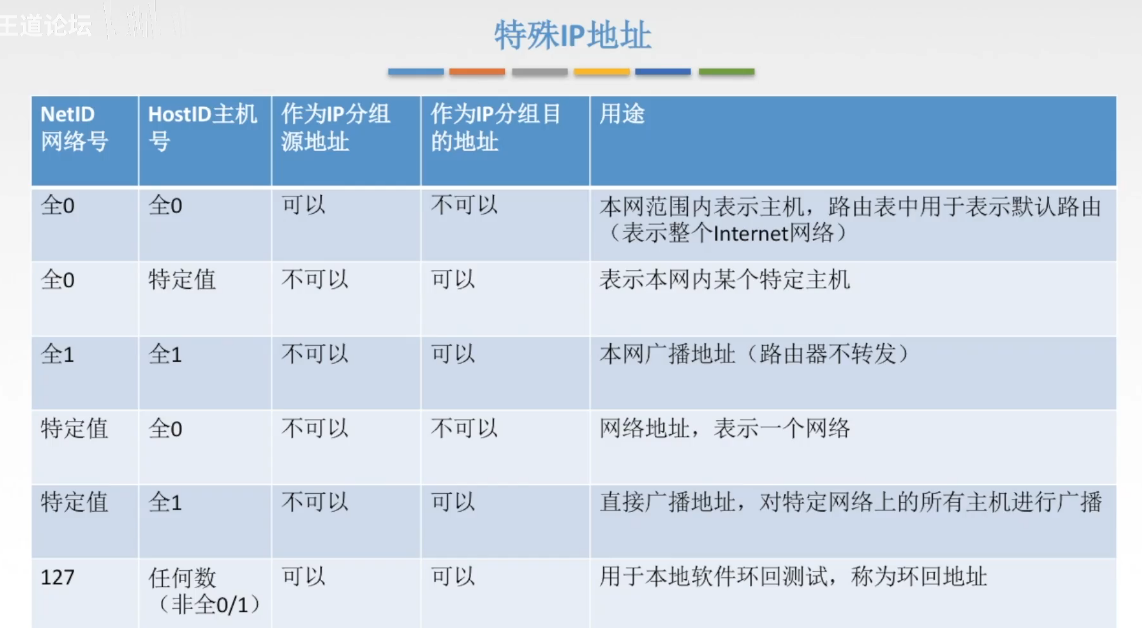 王道论坛
特殊IP地址
NetID
网络号
HostID主机
号
作为IP分组
源地址
作为IP分组目
的地址
用途
全0
全0
可以
不可以
本网范围内表示主机，路由表中用于表示默认路由
（表示整个Internet网络）
全0
特定值
不可以
可以
表示本网内某个特定主机
全1
全1
不可以
可以
本网广播地址（路由器不转发）
特定值
全0
不可以
不可以
网络地址，表示一个网络
特定值
全1
不可以
可以
直接广播地址，对特定网络上的所有主机进行广播
127
任何数
（非全0/1）
可以
可以
用于本地软件环回测试，称为环回地址